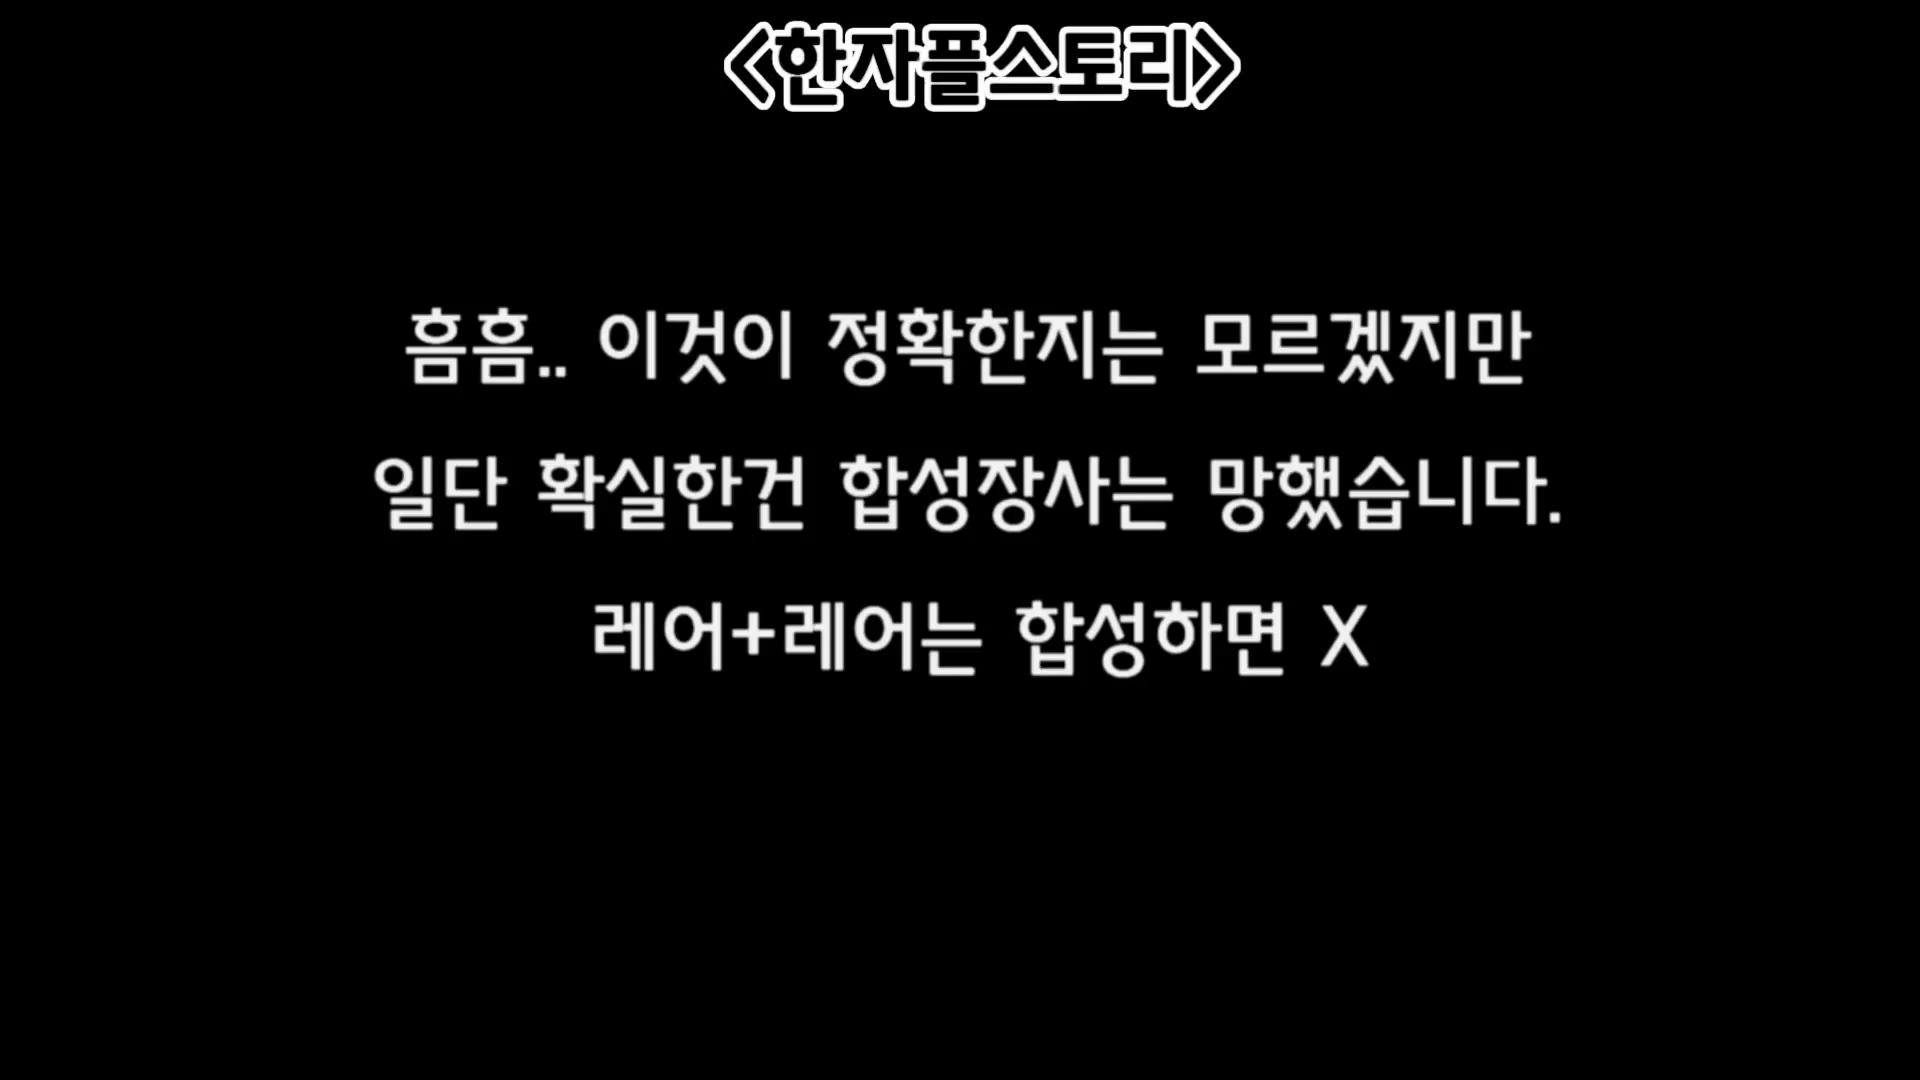 <한자플스토리>
흠흠.. 이것이 정확한지는 모르겠지만
일단 확실한건 합성장사는 망했습니다.
레어+레어는 합성하면 X